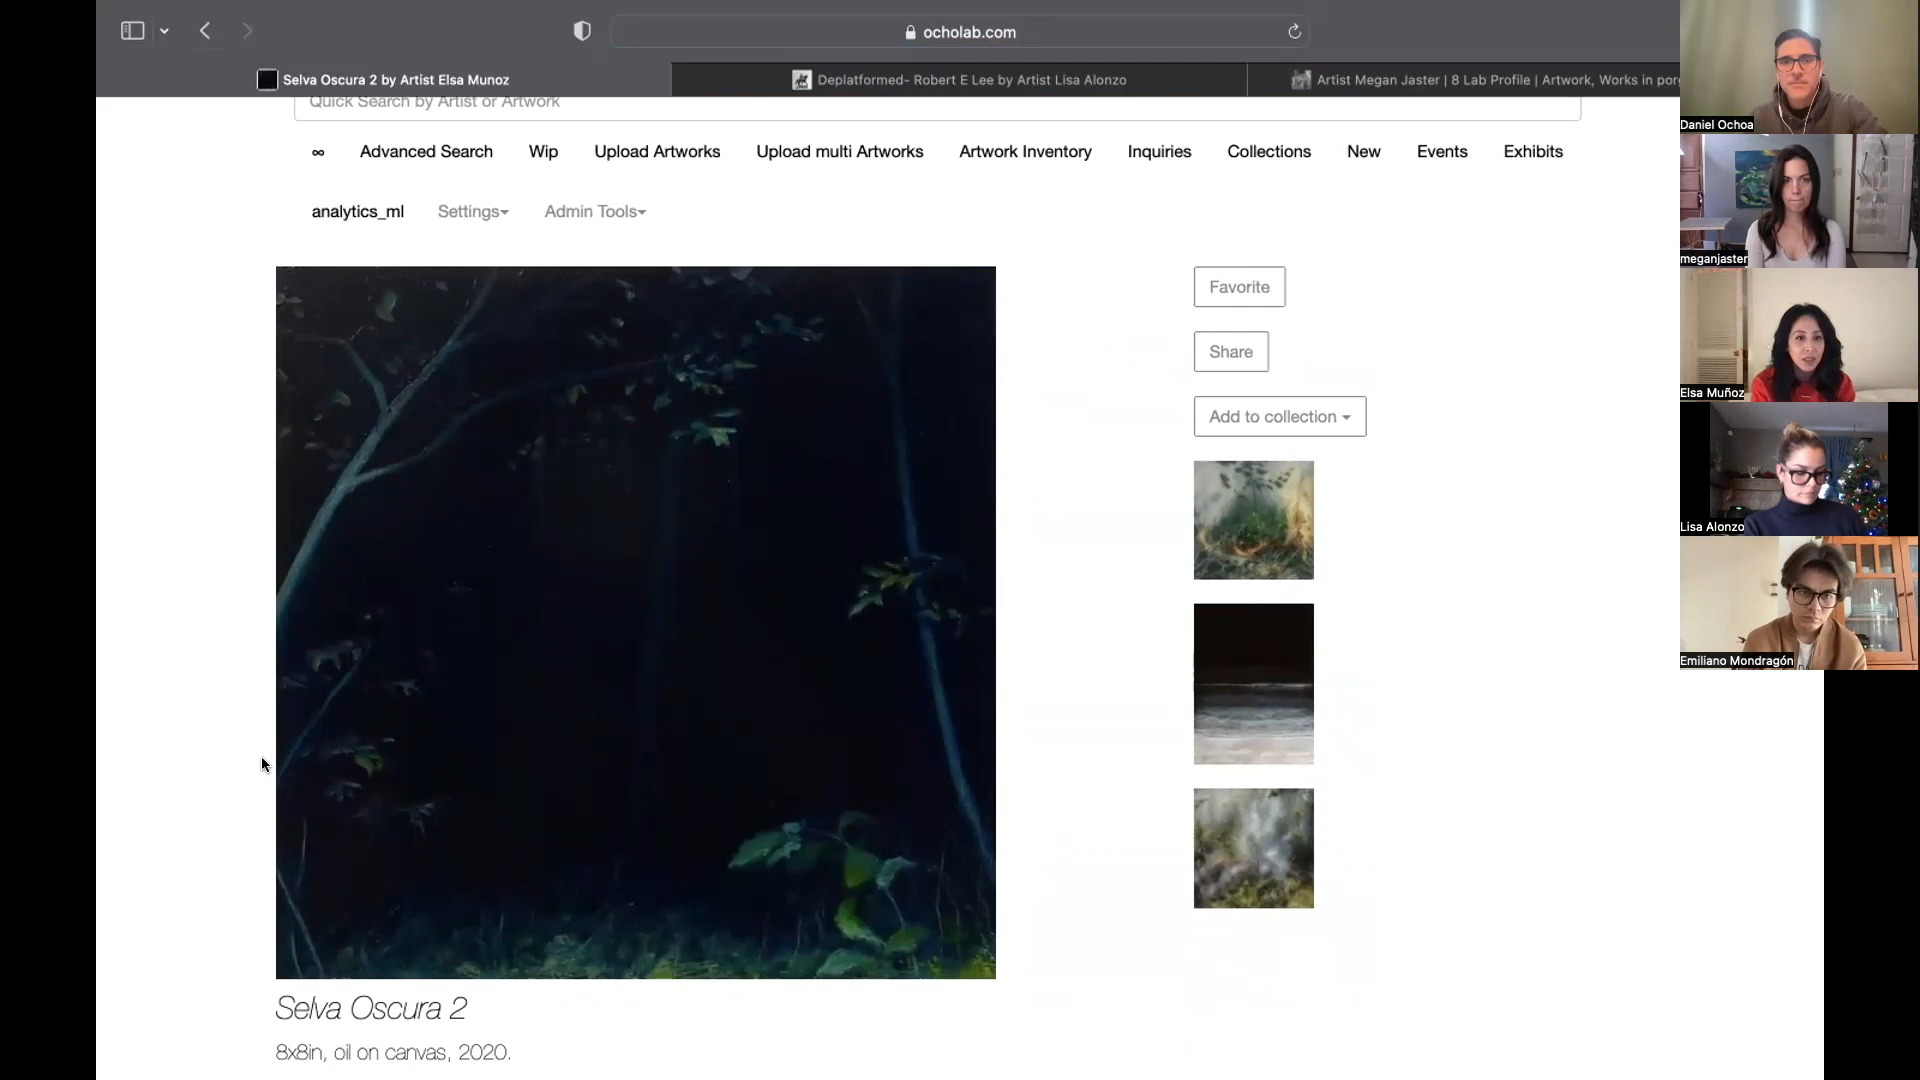 ocholab.com
Selva Oscura 2 by Artist Elsa Munoz
Deplatformed- Robert E Lee by Artist Lisa Alonzo
Artist Megan Jaster | 8 Lab Profile | Artwork, Works in
Quick Search by Artist or Artwork
∞ Advanced Search Wip Upload Artworks Upload multi Artworks Artwork Inventory Inquiries Collections New Events Exhibits
analytics_ml Settings Admin Tools
Favorite
Share
Add to collection
Selva Oscura 2
8x8in, oil on canvas, 2020.
Daniel Ochoa
meganjaster
Elsa Muñoz
Lisa Alonzo
Emiliano Mondragón